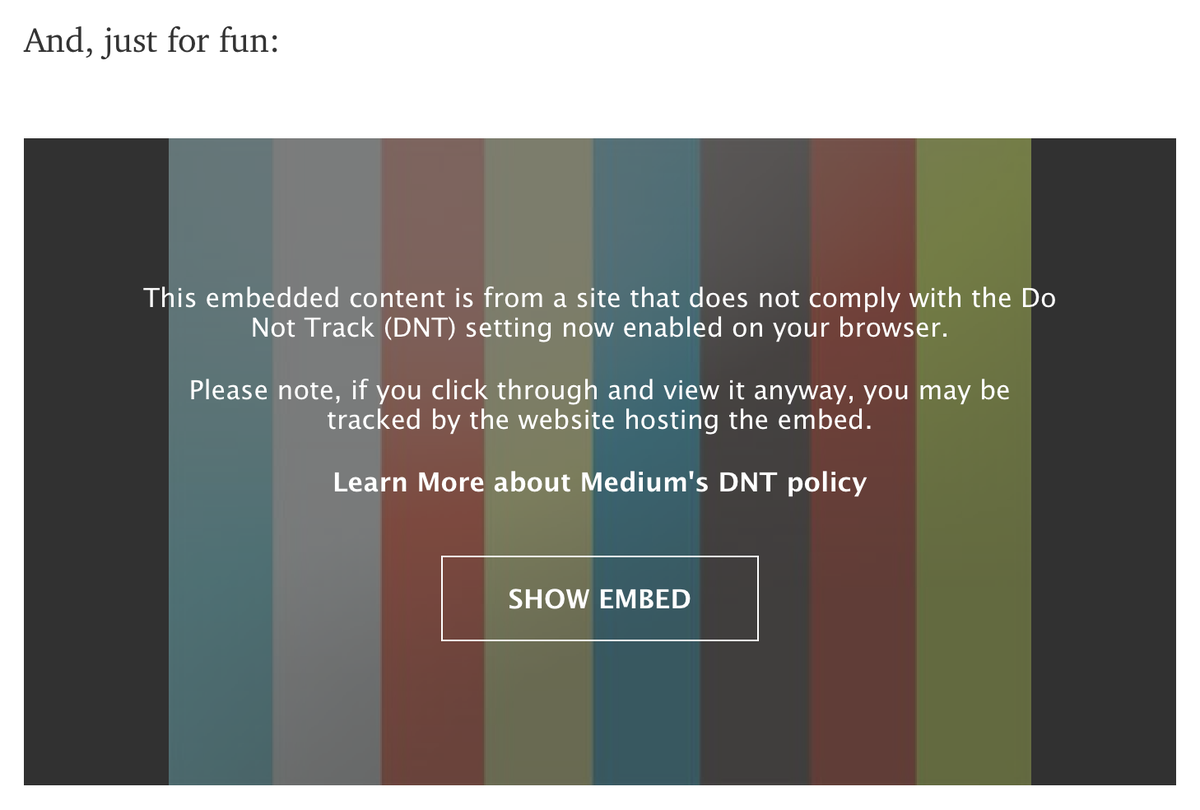 And, just for fun:
This embedded content is from a site that does not comply with the Do
Not Track (DNT) setting now enabled on your browser.
Please note, if you click through and view it anyway, you may be
tracked by the website hosting the embed.
Learn More about Medium's DNT policy
SHOW EMBED